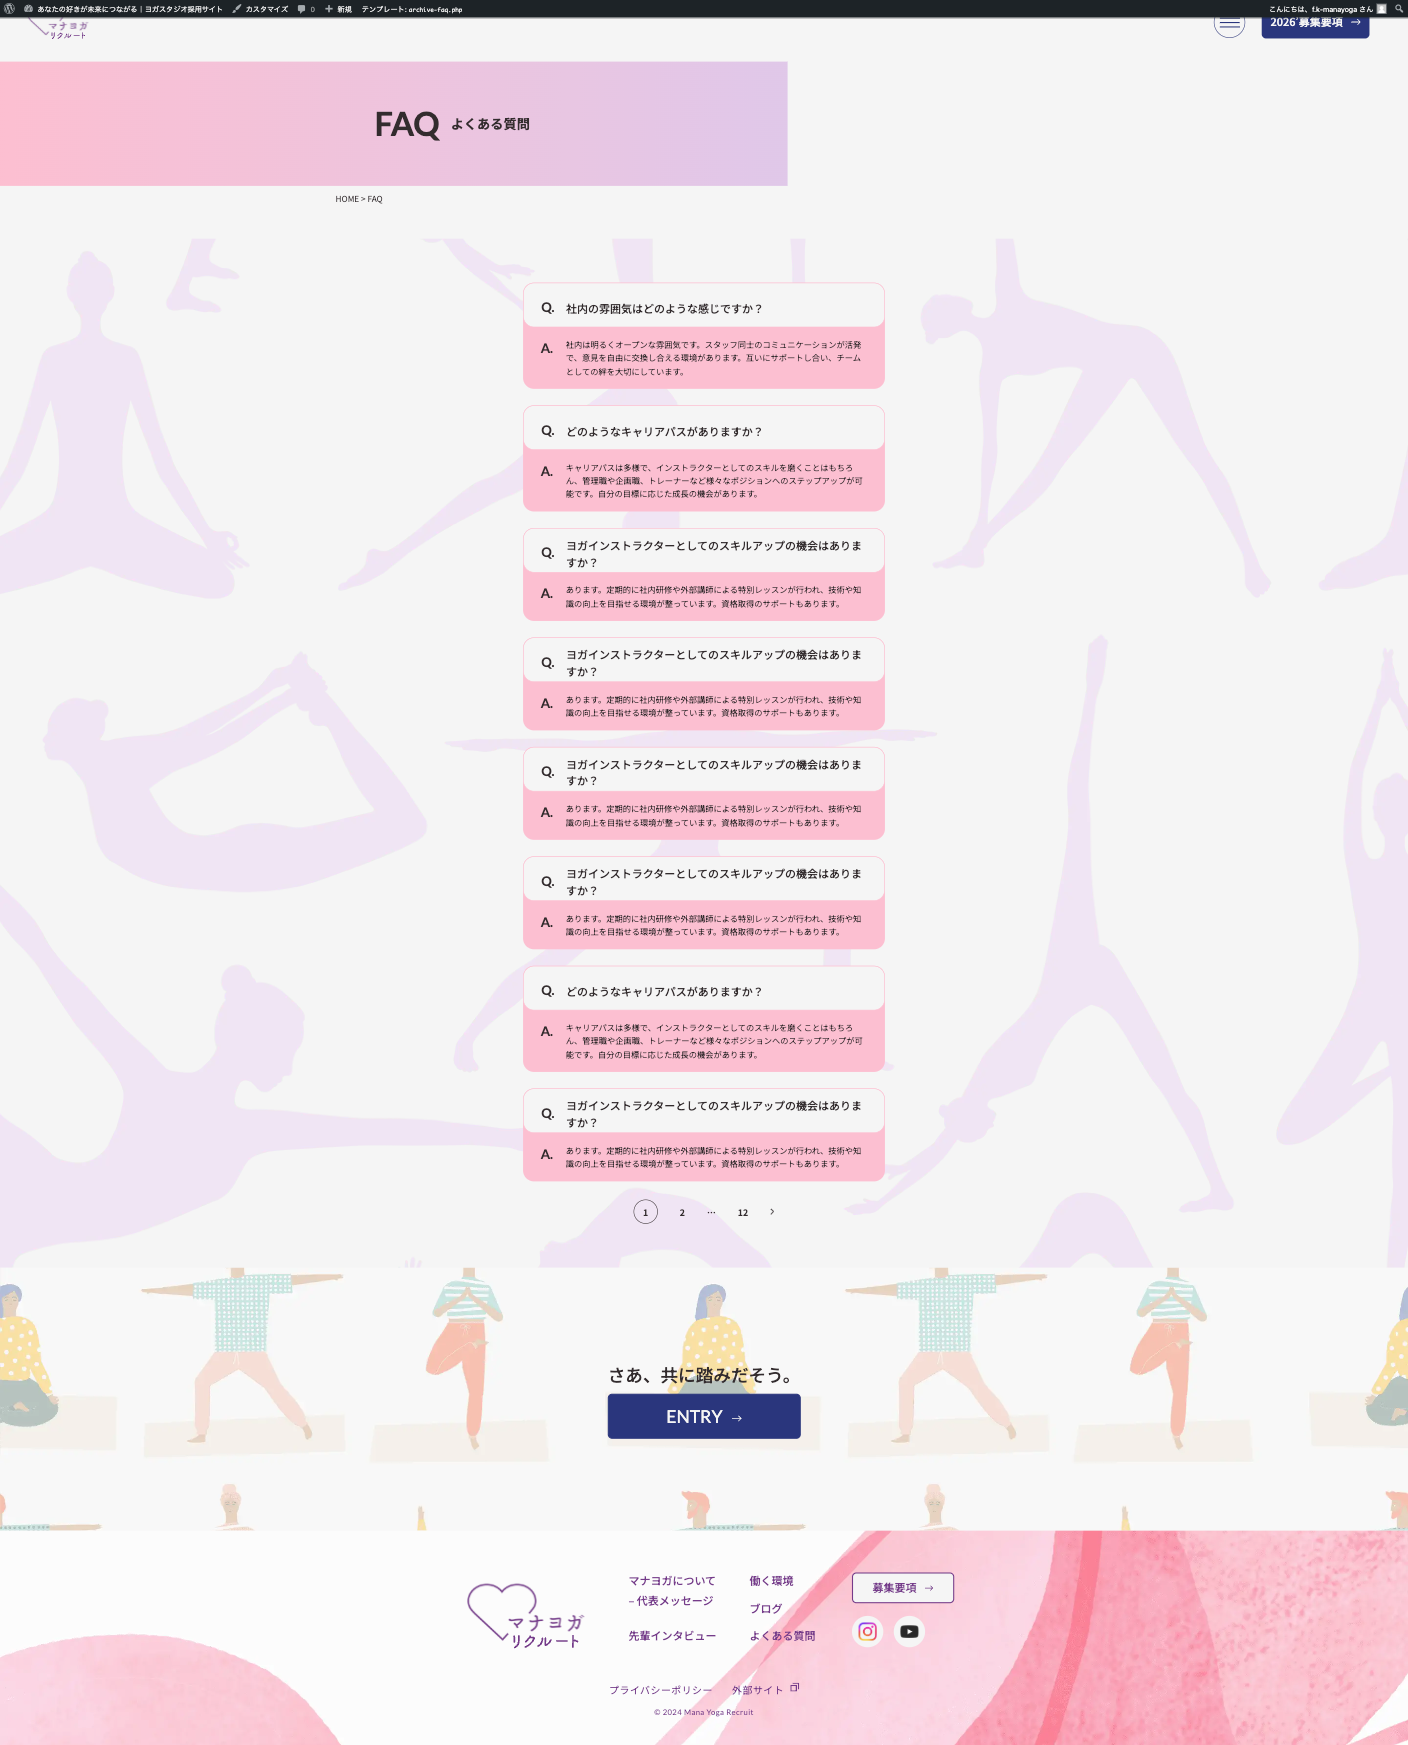 あなたの好きが未来につながる｜ヨガスタジオ採用サイト カスタマイズ 0 新規 テンプレート: archive-faq.php こんにちは、f.k-manayoga さん
マナヨガ
リクルート
2026 募集要項 →
FAQ よくある質問
HOME > FAQ
Q. 社内の雰囲気はどのような感じですか？
A. 社内は明るくオープンな雰囲気です。スタッフ同士のコミュニケーションが活発
で、意見を自由に交換し合える環境があります。互いにサポートし合い、チーム
としての絆を大切にしています。
Q. どのようなキャリアパスがありますか？
A. キャリアパスは多様で、インストラクターとしてのスキルを磨くことはもちろ
ん、管理職や企画職、トレーナーなど様々なポジションへのステップアップが可
能です。自分の目標に応じた成長の機会があります。
Q. ヨガインストラクターとしてのスキルアップの機会はありま
すか？
A. あります。定期的に社内研修や外部講師による特別レッスンが行われ、技術や知
識の向上を目指せる環境が整っています。資格取得のサポートもあります。
Q. ヨガインストラクターとしてのスキルアップの機会はありま
すか？
A. あります。定期的に社内研修や外部講師による特別レッスンが行われ、技術や知
識の向上を目指せる環境が整っています。資格取得のサポートもあります。
Q. ヨガインストラクターとしてのスキルアップの機会はありま
すか？
A. あります。定期的に社内研修や外部講師による特別レッスンが行われ、技術や知
識の向上を目指せる環境が整っています。資格取得のサポートもあります。
Q. ヨガインストラクターとしてのスキルアップの機会はありま
すか？
A. あります。定期的に社内研修や外部講師による特別レッスンが行われ、技術や知
識の向上を目指せる環境が整っています。資格取得のサポートもあります。
Q. どのようなキャリアパスがありますか？
A. キャリアパスは多様で、インストラクターとしてのスキルを磨くことはもちろ
ん、管理職や企画職、トレーナーなど様々なポジションへのステップアップが可
能です。自分の目標に応じた成長の機会があります。
Q. ヨガインストラクターとしてのスキルアップの機会はありま
すか？
A. あります。定期的に社内研修や外部講師による特別レッスンが行われ、技術や知
識の向上を目指せる環境が整っています。資格取得のサポートもあります。
1 2 … 12 >
さあ、共に踏みだそう。
ENTRY →
マナヨガ
リクルート
マナヨガについて
– 代表メッセージ
先輩インタビュー
働く環境
ブログ
よくある質問
募集要項 →
プライバシーポリシー 外部サイト
© 2024 Mana Yoga Recruit